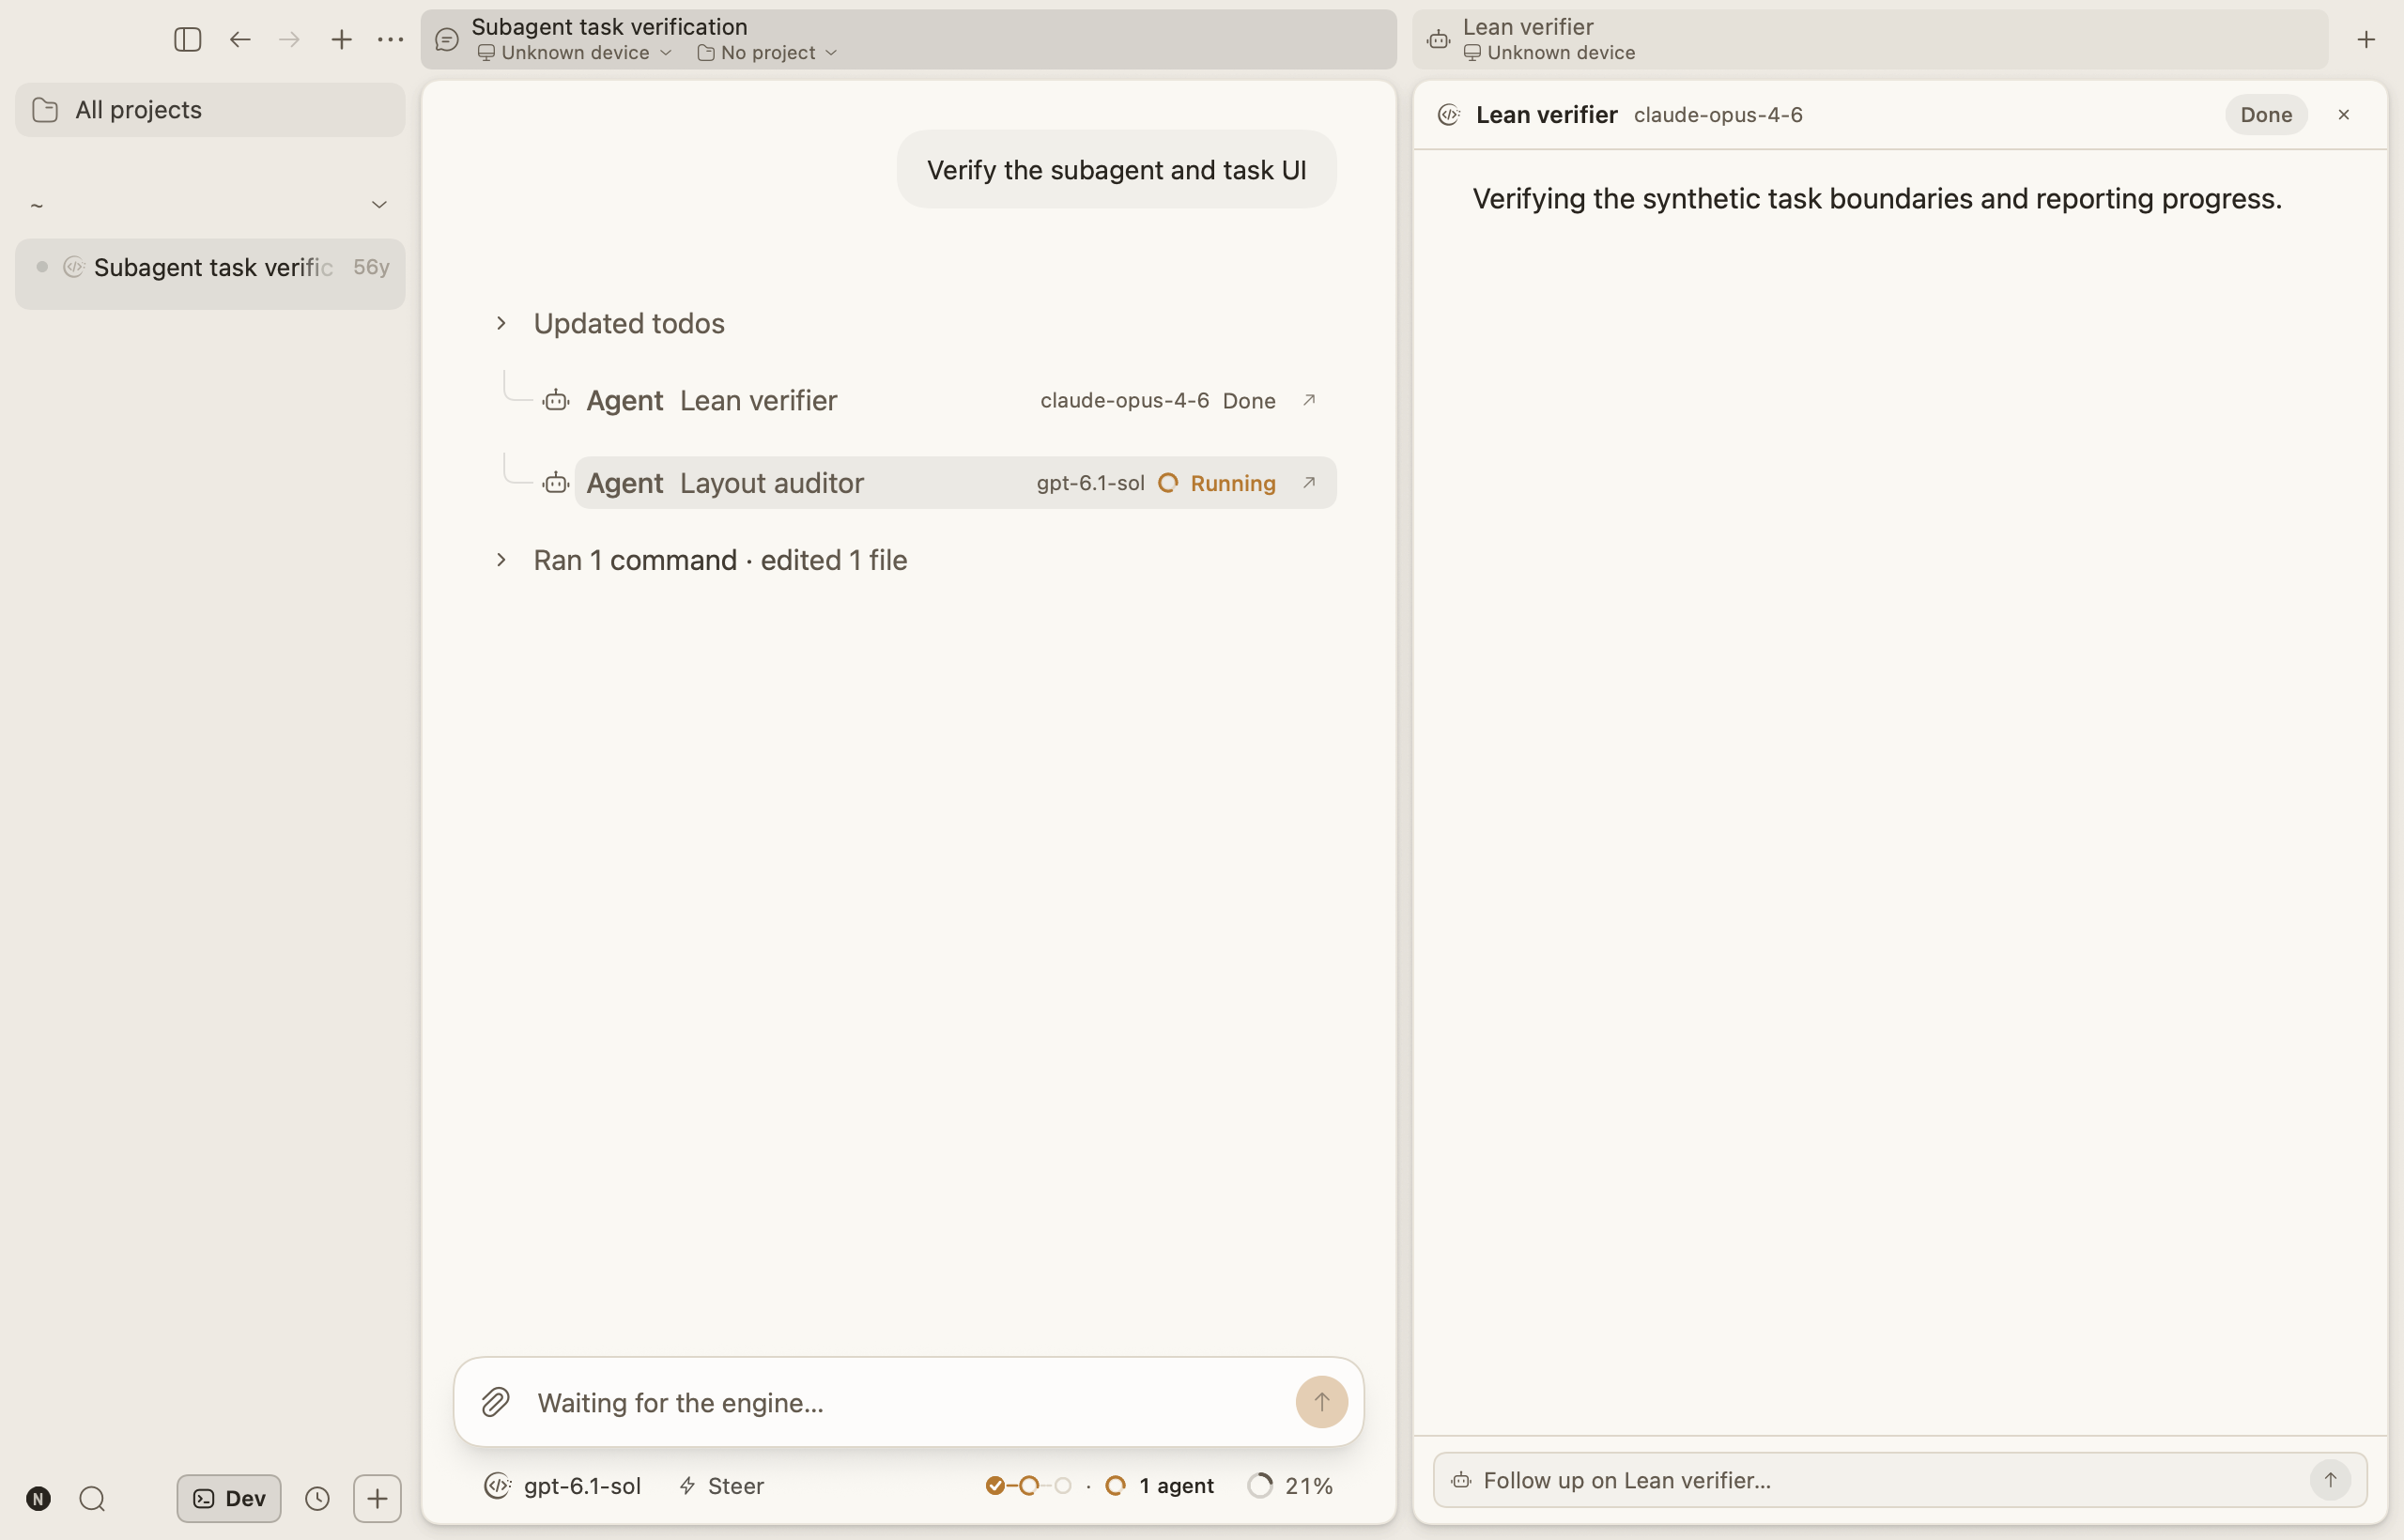 Subagent task verification
Unknown device
No project
Lean verifier
Unknown device
All projects
~
Subagent task verific
56y
Verify the subagent and task UI
Updated todos
Agent Lean verifier claude-opus-4-6 Done
Agent Layout auditor gpt-6.1-sol Running
Ran 1 command · edited 1 file
Waiting for the engine...
gpt-6.1-sol Steer · 1 agent 21%
N
Dev
Lean verifier claude-opus-4-6 Done
Verifying the synthetic task boundaries and reporting progress.
Follow up on Lean verifier...